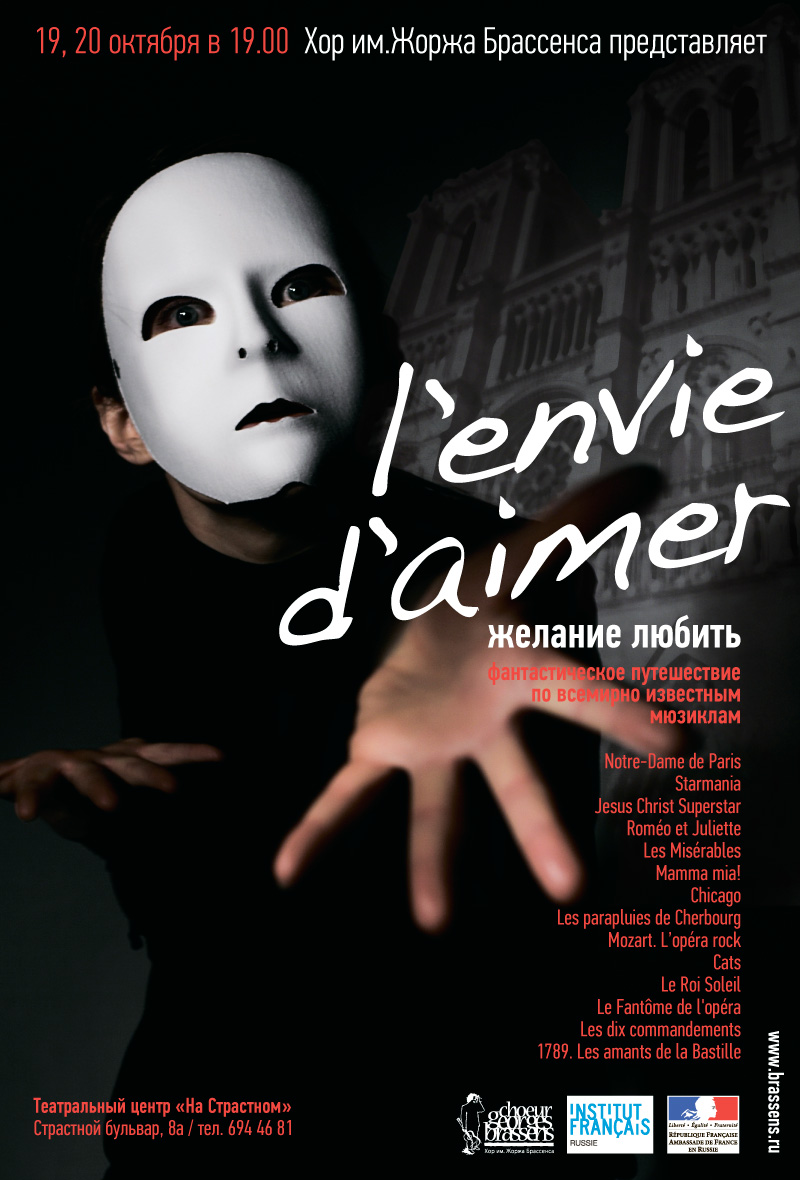 19, 20 октября в 19.00 Хор им.Жоржа Брассенса представляет
l'envie
d'aimer
желание любить
фантастическое путешествие
по всемирно известным
мюзиклам
Notre-Dame de Paris
Starmania
Jesus Christ Superstar
Roméo et Juliette
Les Misérables
Mamma mia!
Chicago
Les parapluies de Cherbourg
Mozart. L'opéra rock
Cats
Le Roi Soleil
Le Fantôme de l'opéra
Les dix commandements
1789. Les amants de la Bastille
www.brassens.ru
Театральный центр «На Страстном»
Страстной бульвар, 8а / тел. 694 46 81
choeur
georges
brassens
Хор им. Жоржа Брассенса
INSTITUT
FRANÇAIS
RUSSIE
Liberté • Égalité • Fraternité
RÉPUBLIQUE FRANÇAISE
AMBASSADE DE FRANCE
EN RUSSIE